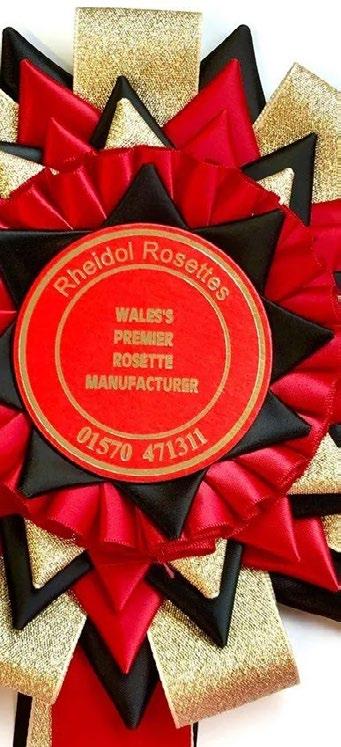 Rheidol Rosettes
WALES'S
PREMIER
ROSETTE
MANUFACTURER
01570 471311